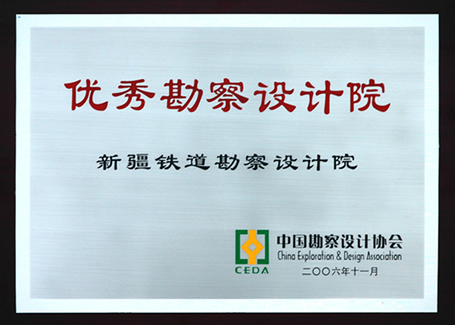 优秀勘察设计院
新疆铁道勘察设计院
中国勘察设计协会
China Exploration & Design Association
CEDA
二〇〇六年十一月